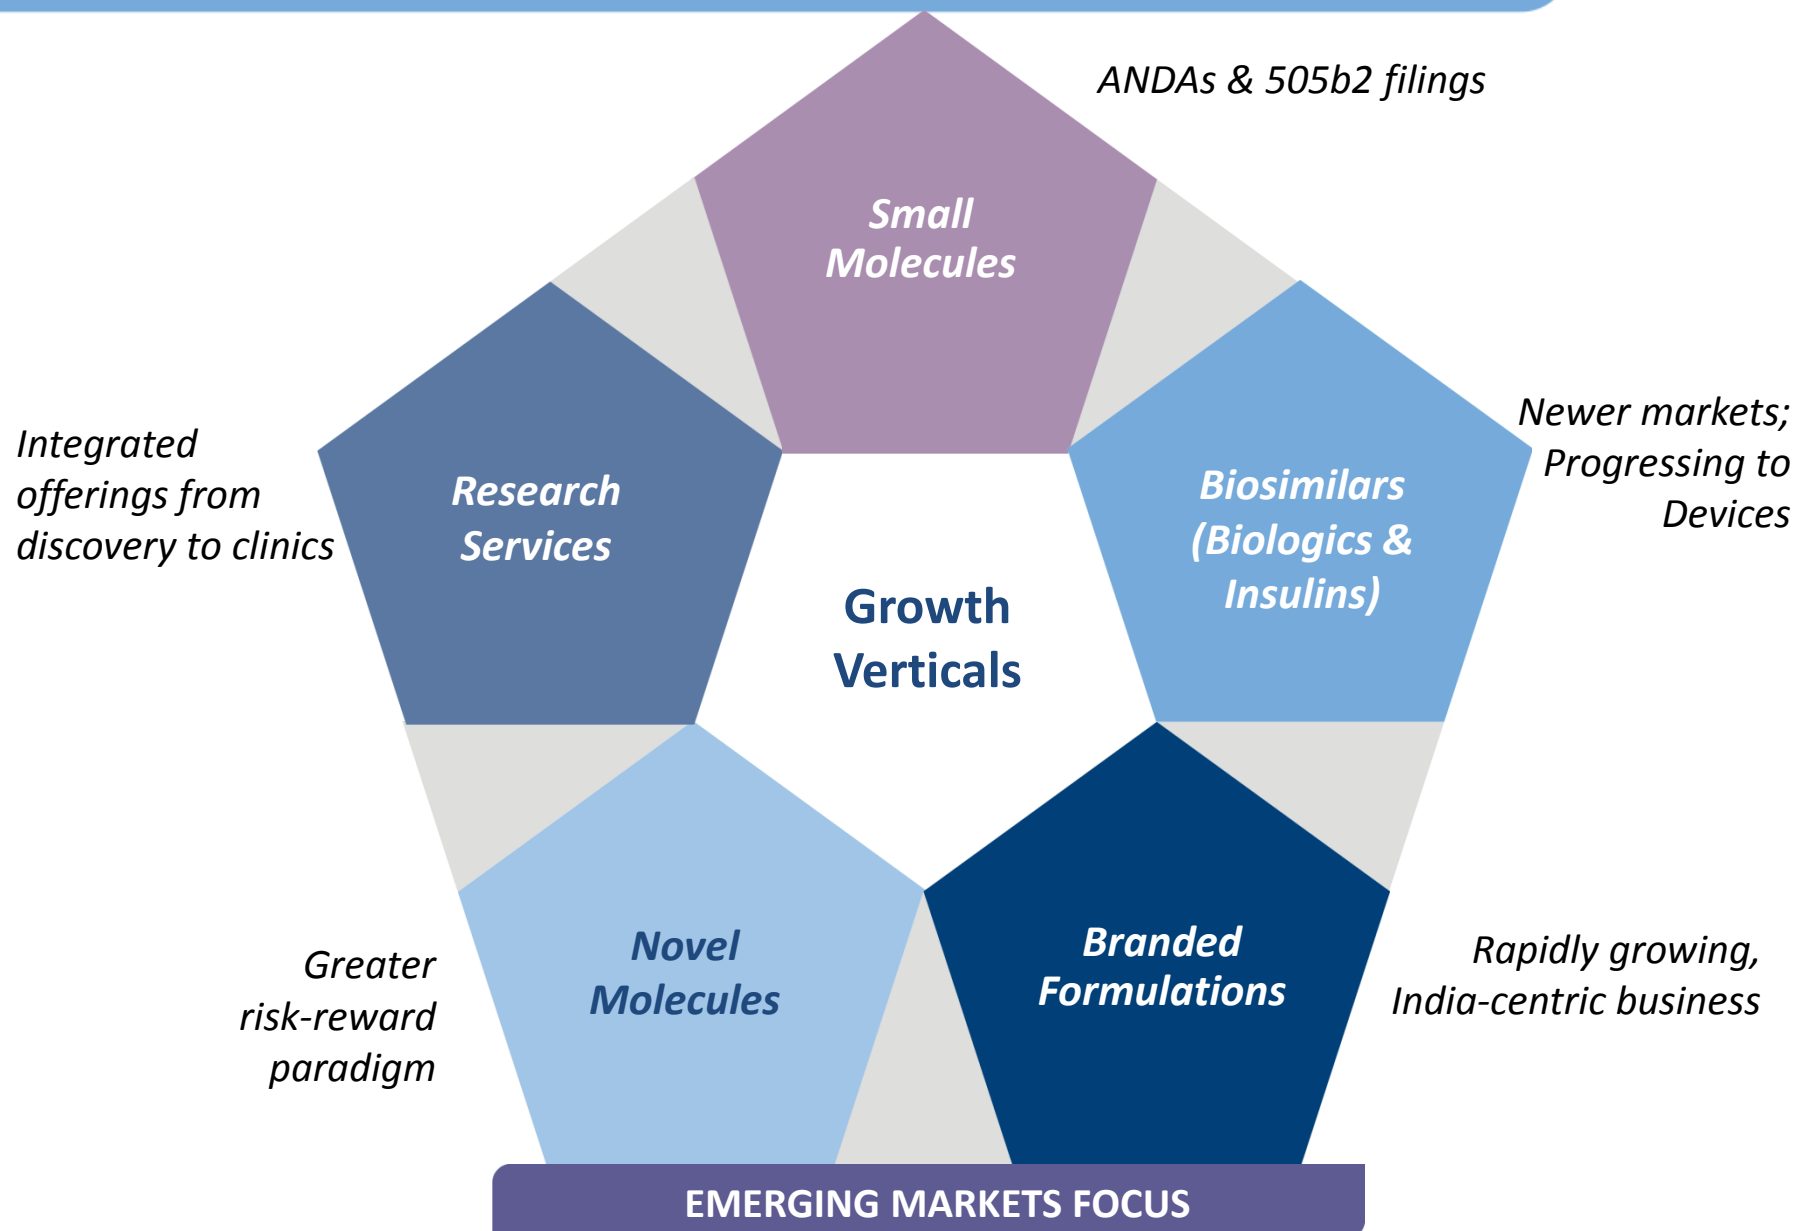 ANDAs & 505b2 filings
Small
Molecules
Newer markets;
Progressing to
Devices
Biosimilars
(Biologics &
Insulins)
Integrated
offerings from
discovery to clinics
Research
Services
Growth
Verticals
Novel
Molecules
Greater
risk-reward
paradigm
Branded
Formulations
Rapidly growing,
India-centric business
EMERGING MARKETS FOCUS